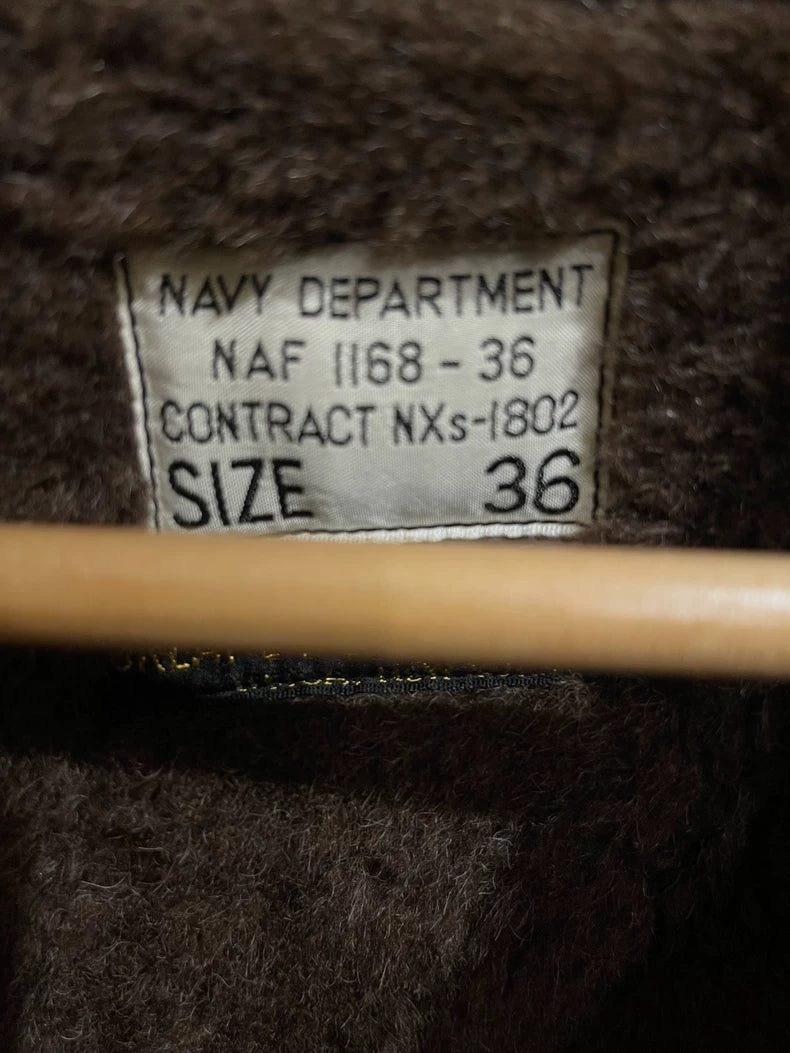 NAVY DEPARTMENT
NAF 1168 - 36
CONTRACT NXs-1802
SIZE 36